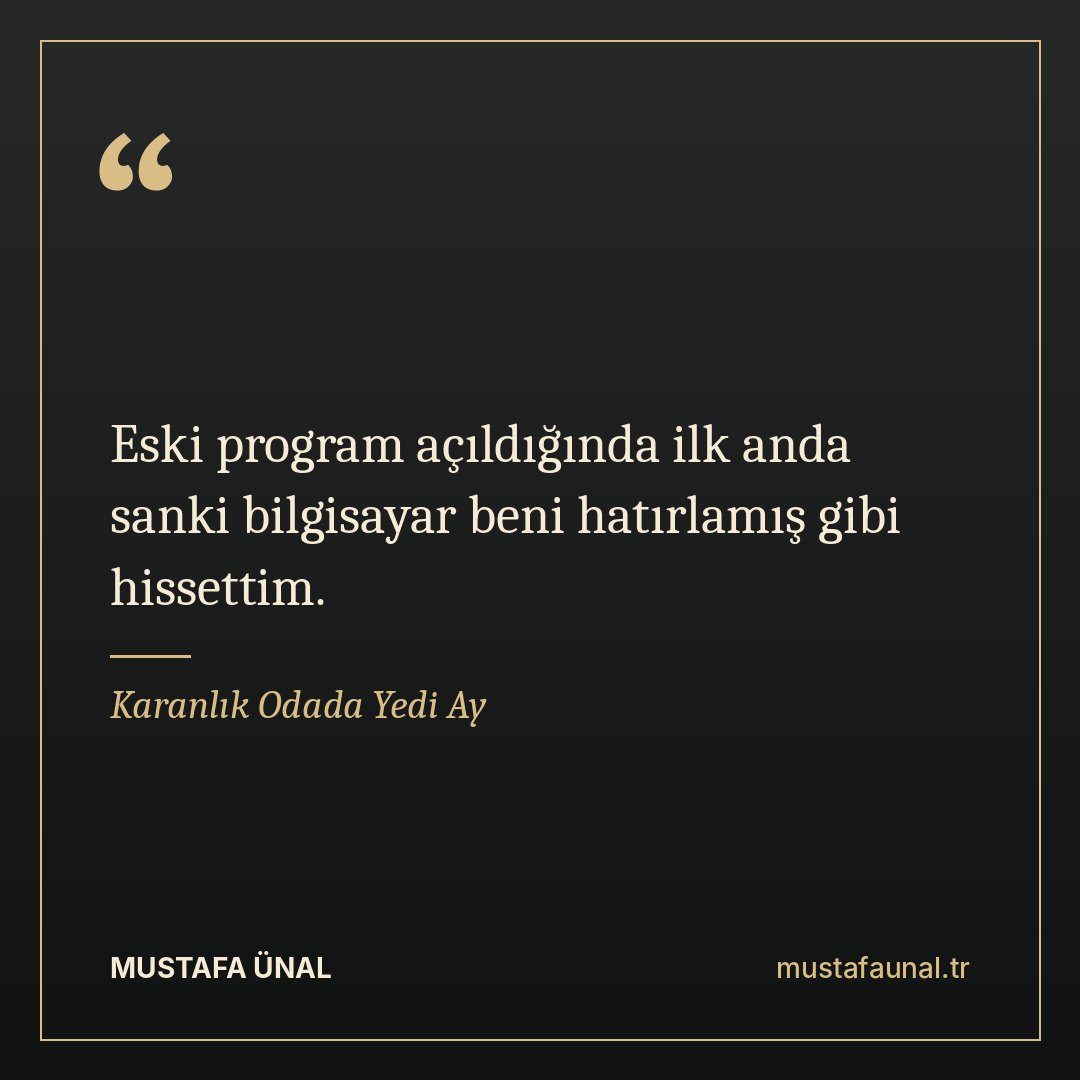 “
Eski program açıldığında ilk anda
sanki bilgisayar beni hatırlamış gibi
hissettim.
Karanlık Odada Yedi Ay
MUSTAFA ÜNAL
mustafaunal.tr